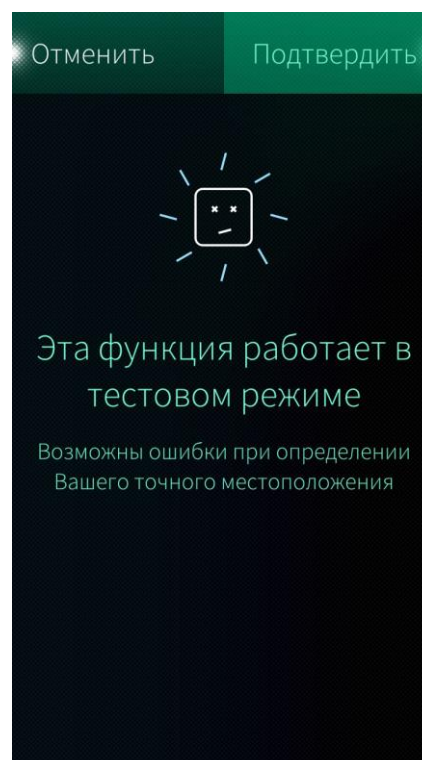 Отменить Подтвердить
Эта функция работает в
тестовом режиме
Возможны ошибки при определении
Вашего точного местоположения